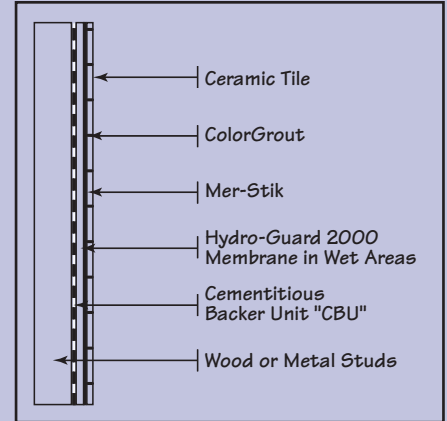 Ceramic Tile
ColorGrout
Mer-Stik
Hydro-Guard 2000
Membrane in Wet Areas
Cementitious
Backer Unit "CBU"
Wood or Metal Studs